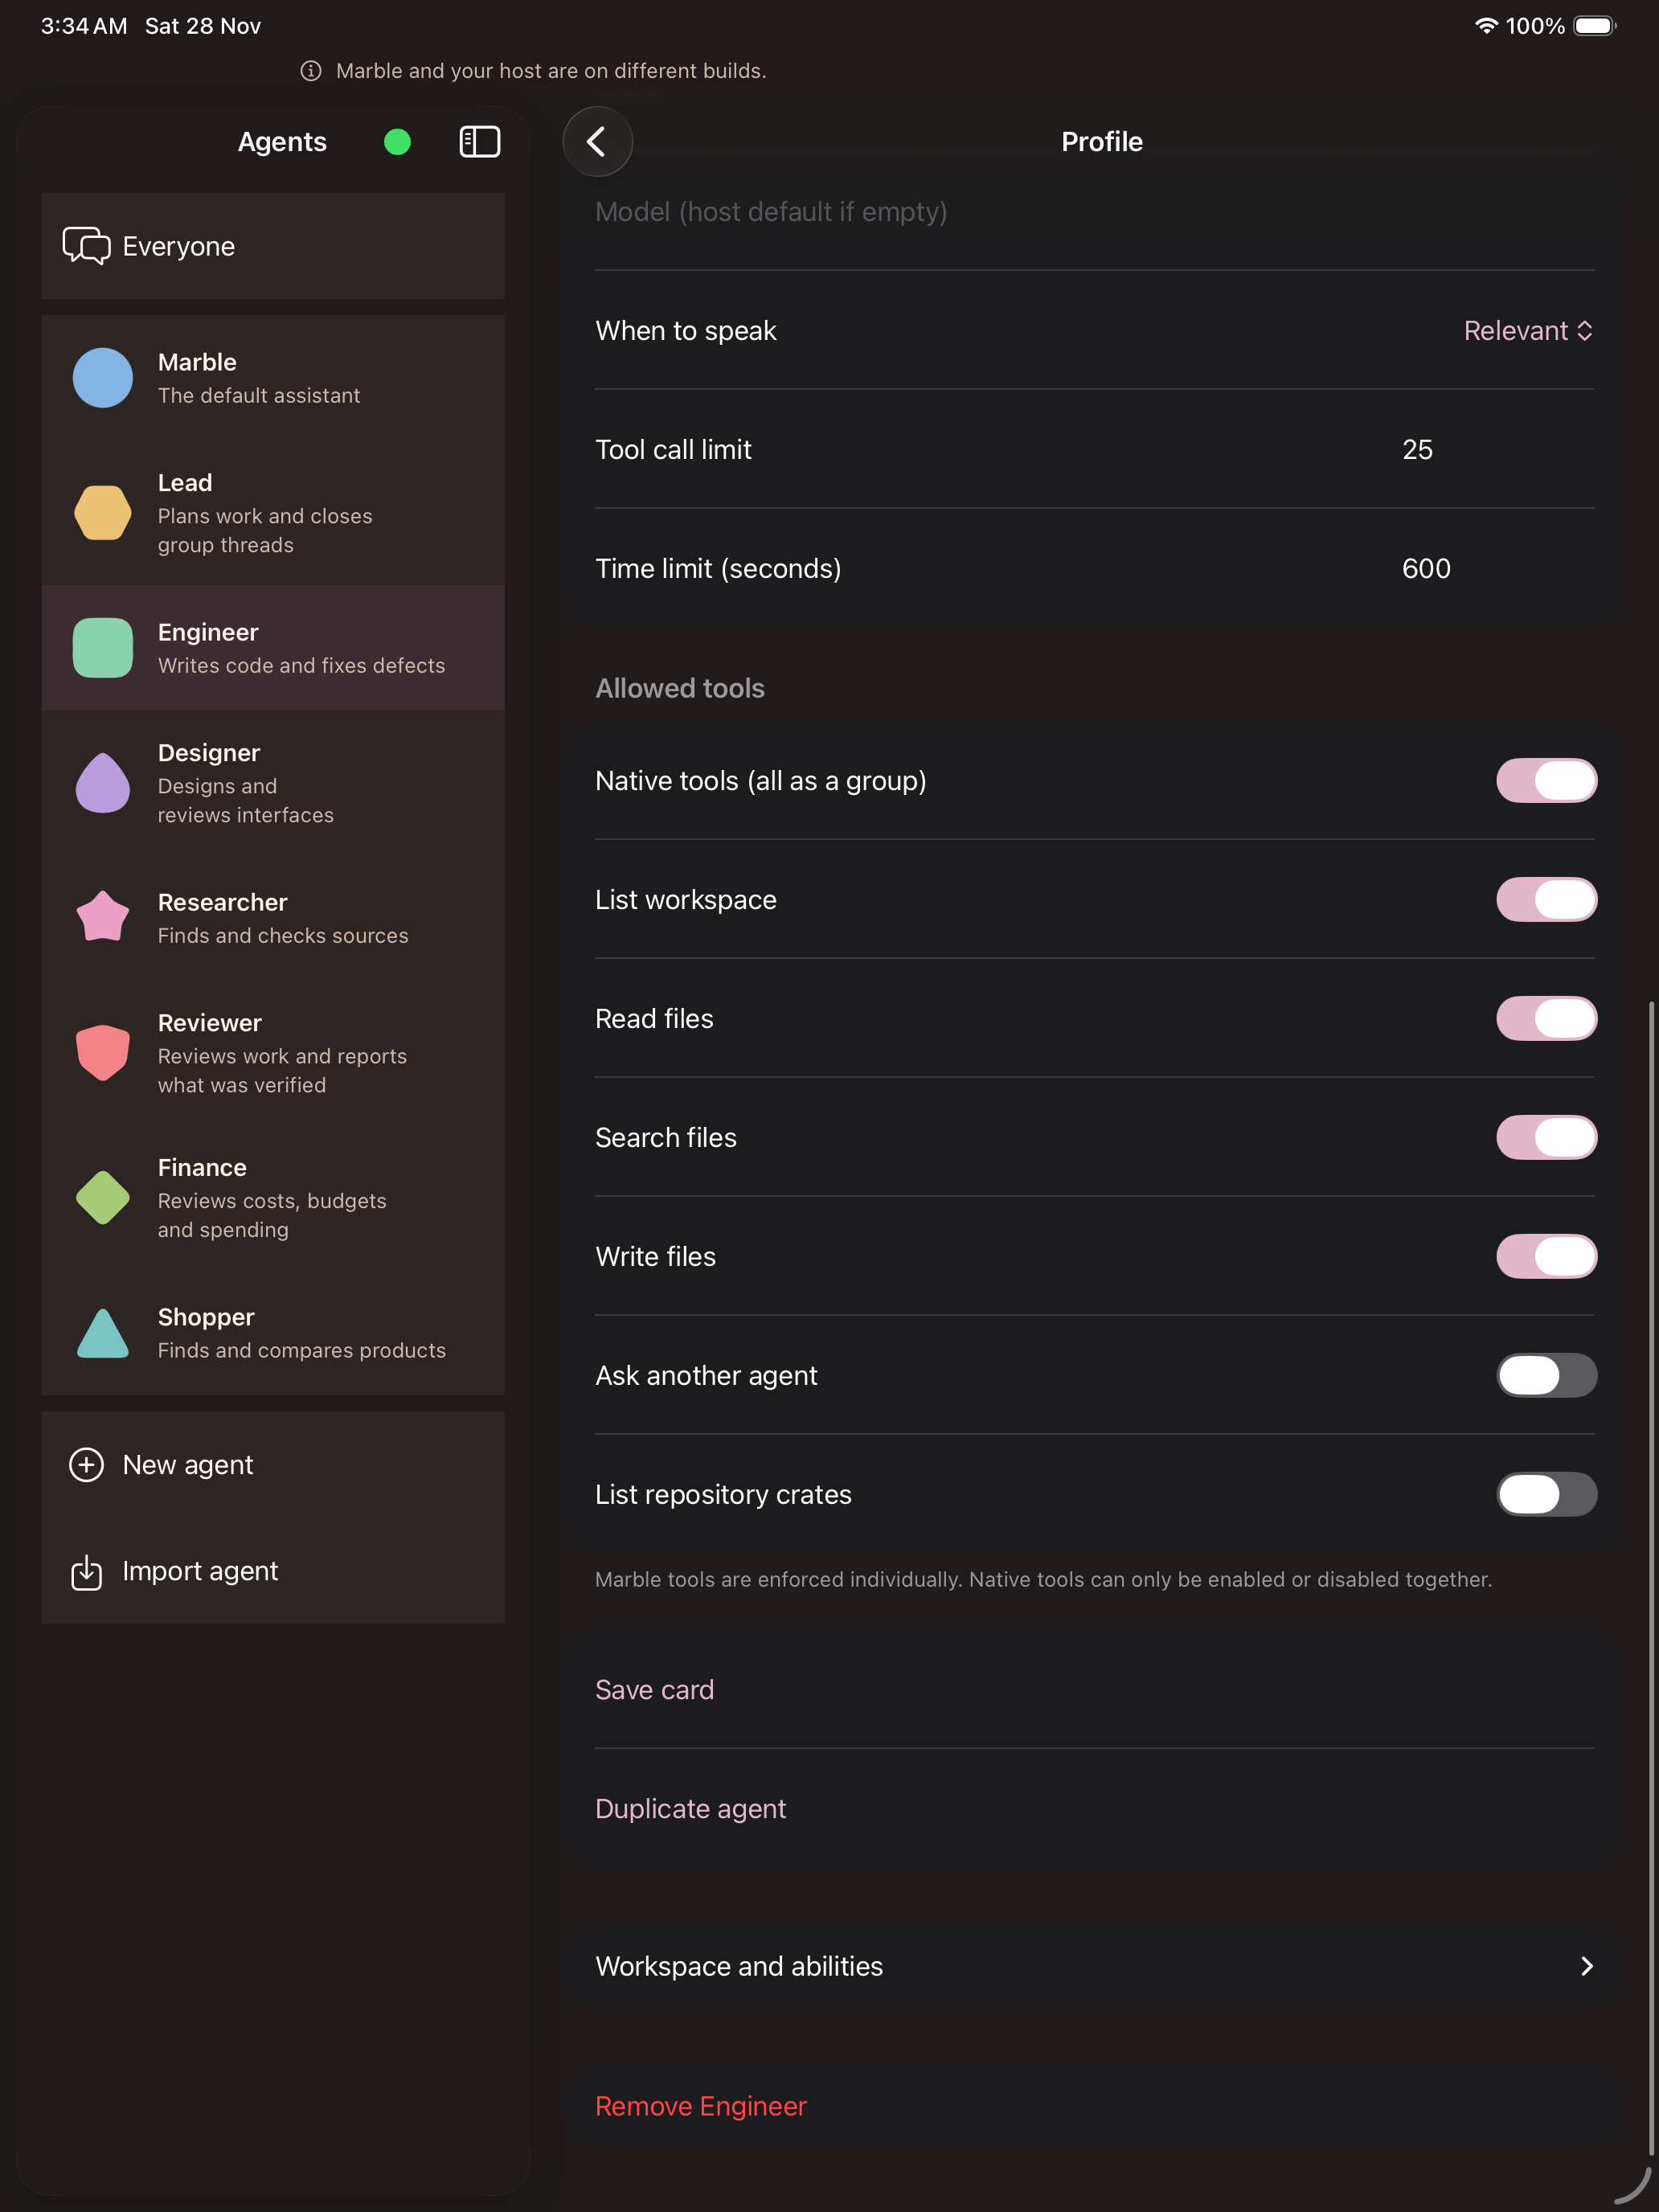 3:34 AM Sat 28 Nov
100%
Marble and your host are on different builds.
Agents
Everyone
Marble
The default assistant
Lead
Plans work and closes
group threads
Engineer
Writes code and fixes defects
Designer
Designs and
reviews interfaces
Researcher
Finds and checks sources
Reviewer
Reviews work and reports
what was verified
Finance
Reviews costs, budgets
and spending
Shopper
Finds and compares products
New agent
Import agent
Profile
Model (host default if empty)
When to speak
Relevant
Tool call limit
25
Time limit (seconds)
600
Allowed tools
Native tools (all as a group)
List workspace
Read files
Search files
Write files
Ask another agent
List repository crates
Marble tools are enforced individually. Native tools can only be enabled or disabled together.
Save card
Duplicate agent
Workspace and abilities
Remove Engineer